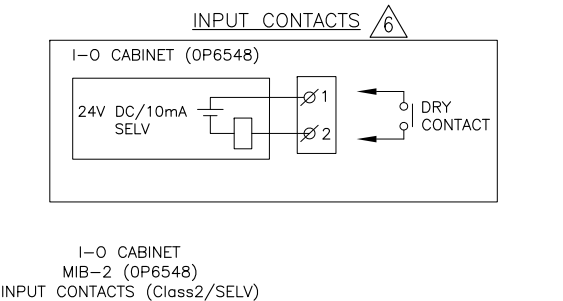 INPUT CONTACTS 6
I-O CABINET (0P6548)
24V DC/10mA
SELV
1
2
DRY
CONTACT
I-O CABINET
MIB-2 (0P6548)
INPUT CONTACTS (Class2/SELV)